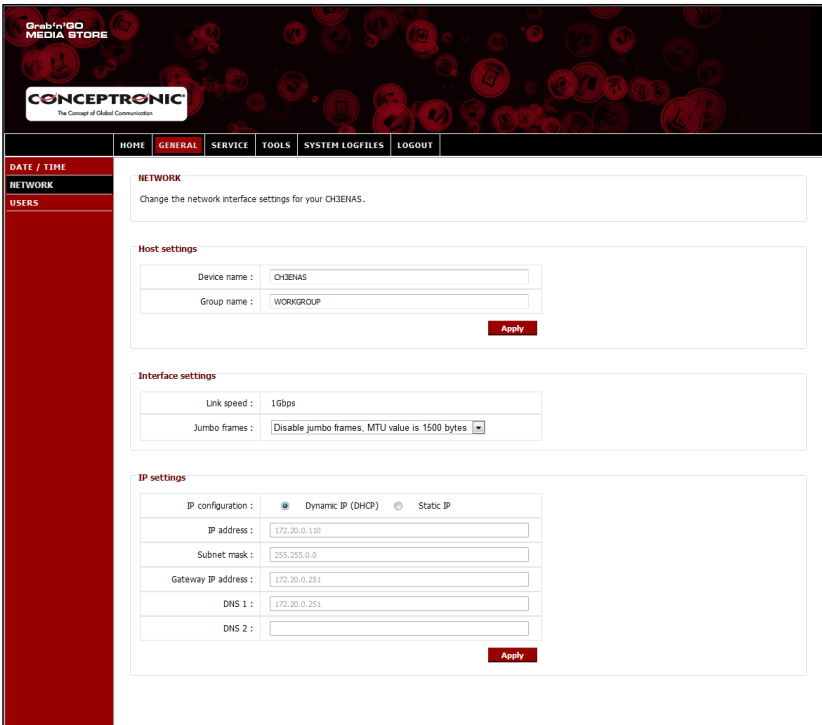 Grab'n'GO
MEDIA STORE
CONCEPTRONIC
The Concept of Global Communication
HOME GENERAL SERVICE TOOLS SYSTEM LOGFILES LOGOUT
DATE / TIME
NETWORK
USERS
NETWORK
Change the network interface settings for your CH3ENAS.
Host settings
Device name : CH3ENAS
Group name : WORKGROUP
Apply
Interface settings
Link speed : 1Gbps
Jumbo frames : Disable jumbo frames, MTU value is 1500 bytes
IP settings
IP configuration : Dynamic IP (DHCP) Static IP
IP address : 172.20.0.110
Subnet mask : 255.255.0.0
Gateway IP address : 172.20.0.251
DNS 1 : 172.20.0.251
DNS 2 :
Apply